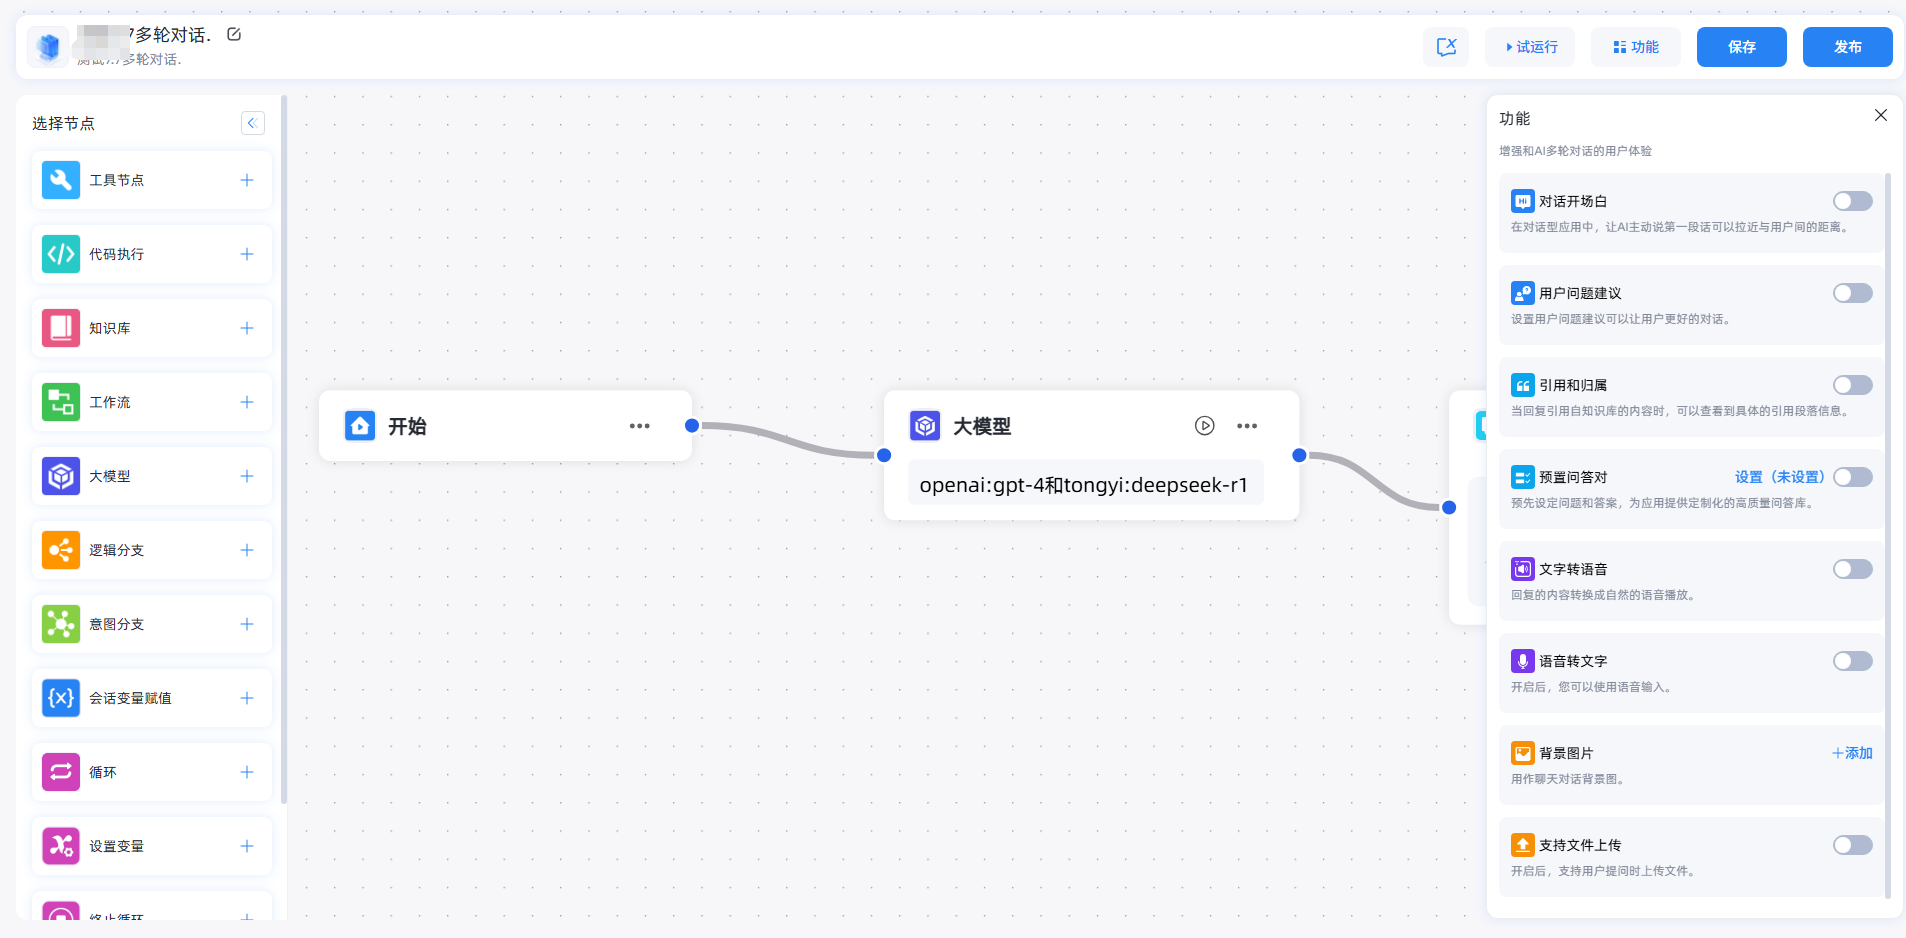 7多轮对话.
多轮对话.
试运行
功能
保存
发布
选择节点
工具节点
代码执行
知识库
工作流
大模型
逻辑分支
意图分支
会话变量赋值
循环
设置变量
终止循环
开始
大模型
openai:gpt-4和tongyi:deepseek-r1
功能
增强和AI多轮对话的用户体验
对话开场白
在对话型应用中，让AI主动说第一段话可以拉近与用户间的距离。
用户问题建议
设置用户问题建议可以让用户更好的对话。
引用和归属
当回复引用自知识库的内容时，可以查看到具体的引用段落信息。
预置问答对 设置（未设置）
预先设定问题和答案，为应用提供定制化的高质量问答库。
文字转语音
回复的内容转换成自然的语音播放。
语音转文字
开启后，您可以使用语音输入。
背景图片 +添加
用作聊天对话背景图。
支持文件上传
开启后，支持用户提问时上传文件。